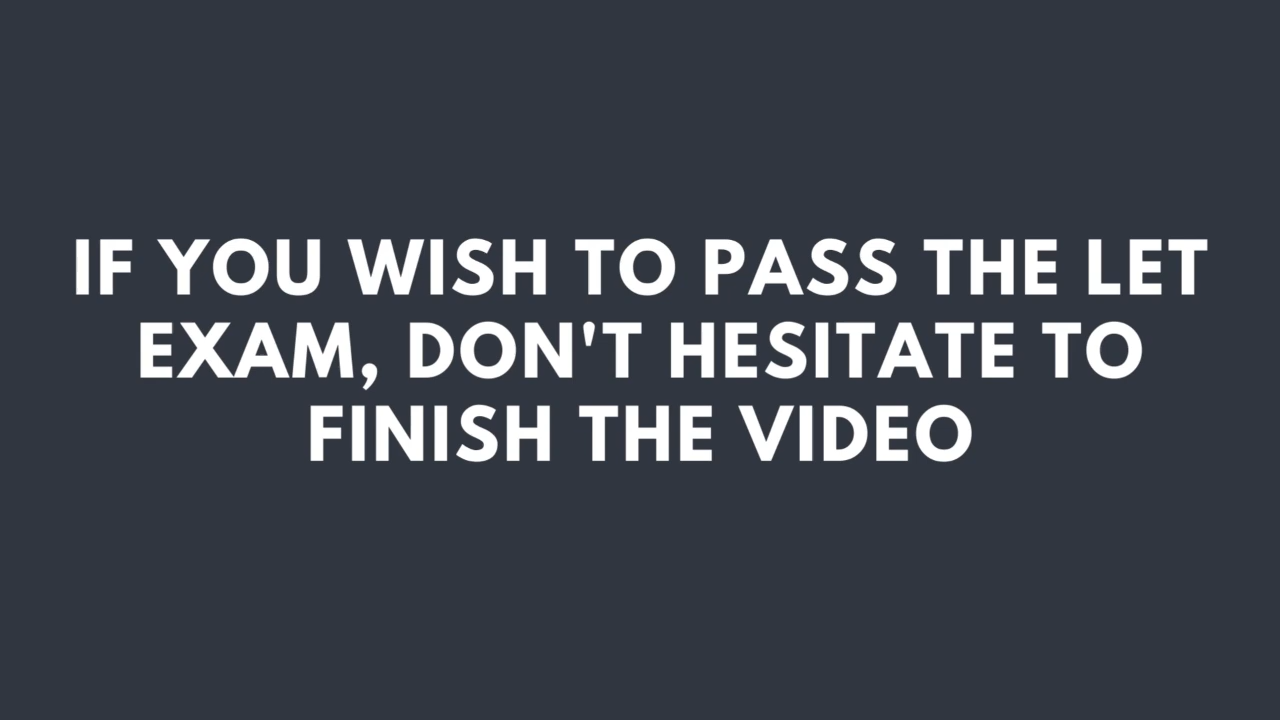 IF YOU WISH TO PASS THE LET
EXAM, DON'T HESITATE TO
FINISH THE VIDEO